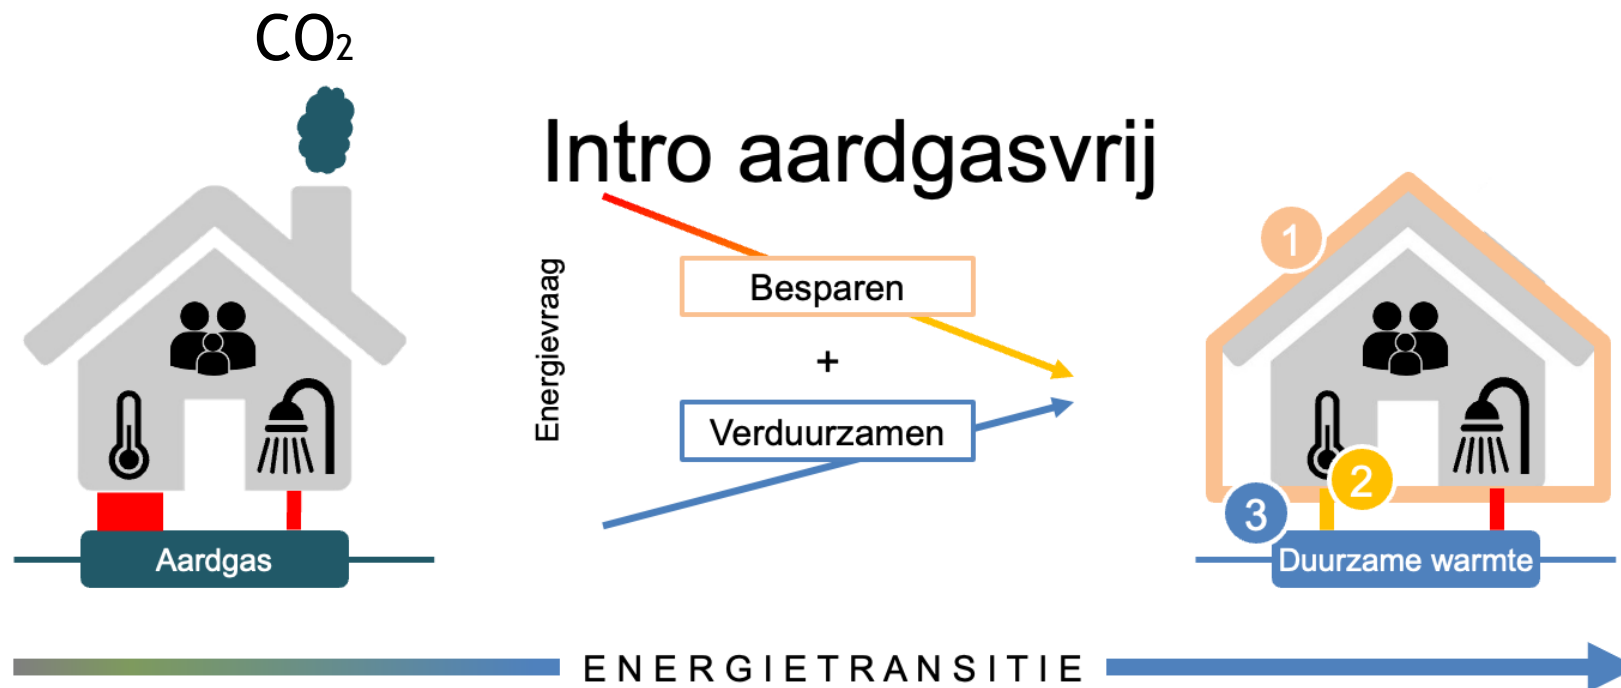 CO₂
Intro aardgasvrij
Energievraag
Besparen
+
Verduurzamen
1
2
3
Aardgas
Duurzame warmte
ENERGIETRANSITIE